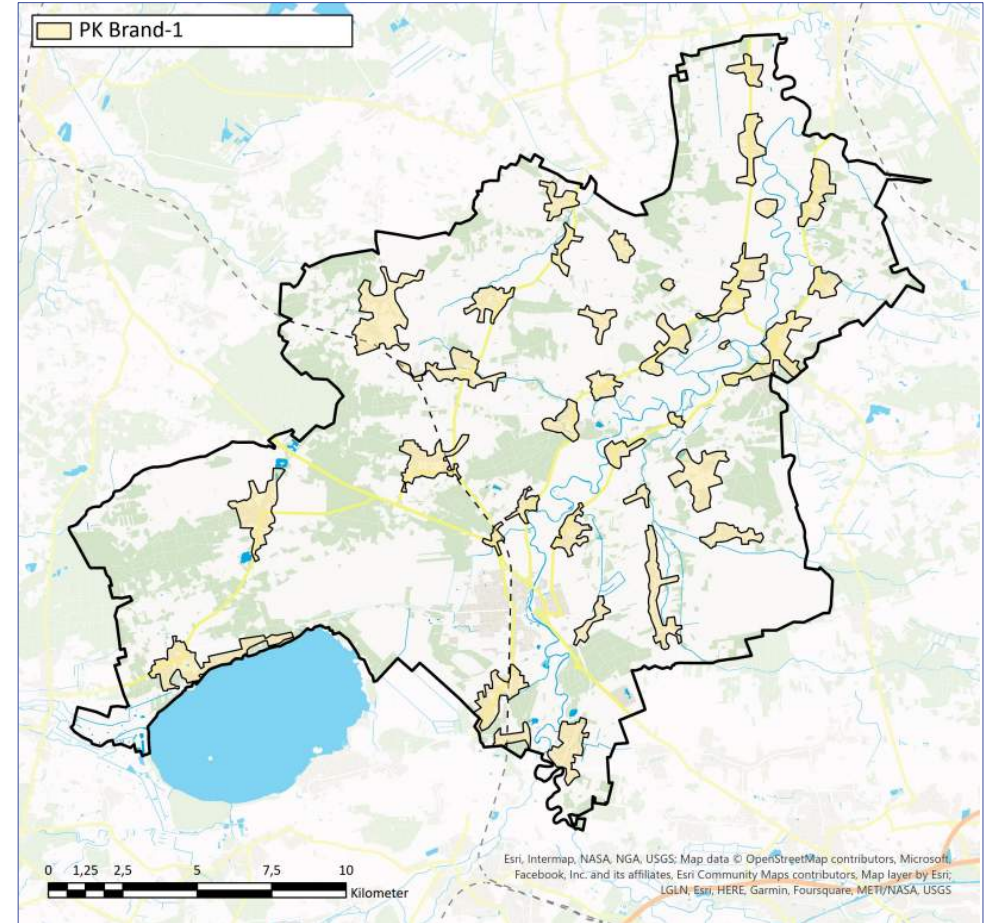 PK Brand-1
0 1,25 2,5 5 7,5 10
Kilometer
Esri, Intermap, NASA, NGA, USGS; Map data © OpenStreetMap contributors, Microsoft,
Facebook, Inc. and its affiliates, Esri Community Maps contributors, Map layer by Esri;
LGLN, Esri, HERE, Garmin, Foursquare, METI/NASA, USGS